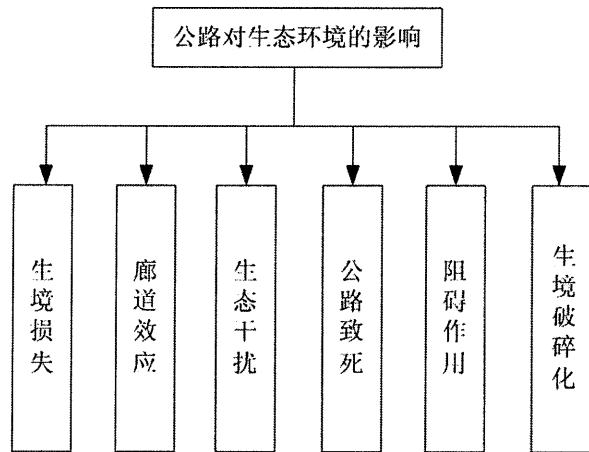 公路对生态环境的影响
生境损失
廊道效应
生态干扰
公路致死
阻碍作用
生境破碎化